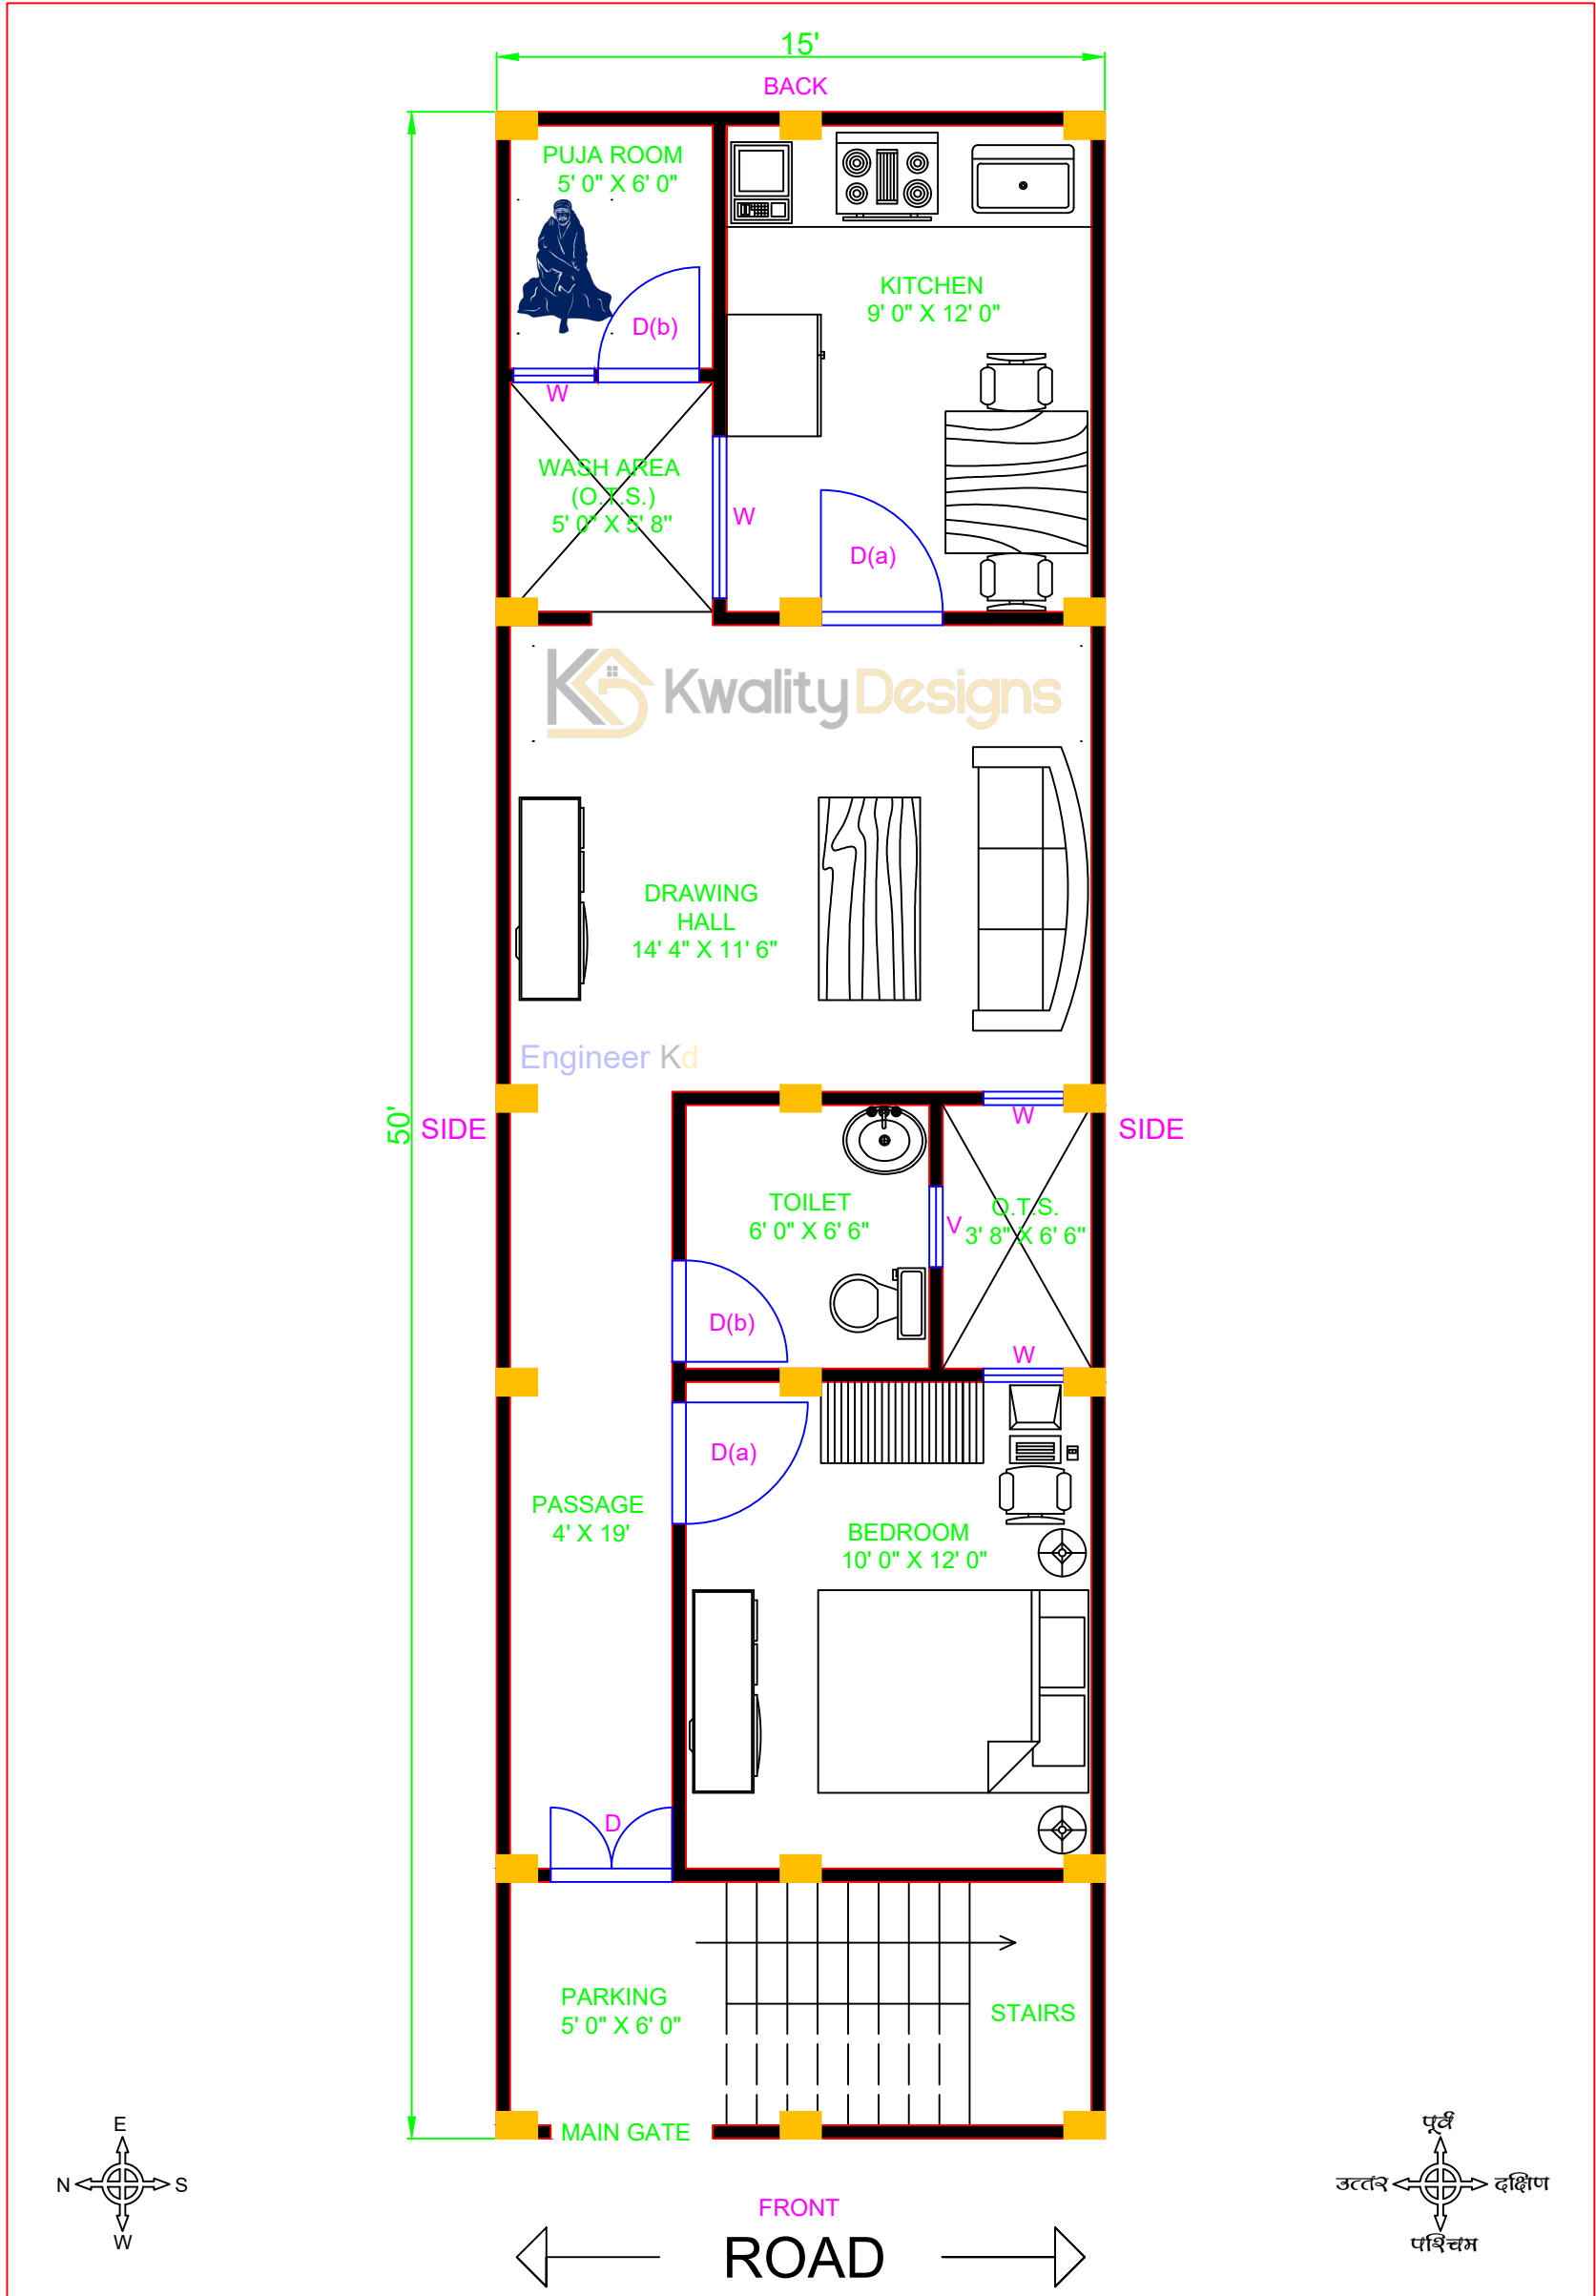 15'
BACK
PUJA ROOM
5' 0" X 6' 0"
D(b)
W
KITCHEN
9' 0" X 12' 0"
WASH AREA
(O.T.S.)
5' 0" X 5' 8"
W
D(a)
Kwality Designs
DRAWING
HALL
14' 4" X 11' 6"
Engineer Kd
50'
SIDE
SIDE
W
TOILET
6' 0" X 6' 6"
V
O.T.S.
3' 8" X 6' 6"
D(b)
W
D(a)
PASSAGE
4' X 19'
BEDROOM
10' 0" X 12' 0"
D
PARKING
5' 0" X 6' 0"
STAIRS
MAIN GATE
E
N
S
W
पूर्व
उत्तर
दक्षिण
पश्चिम
FRONT
ROAD